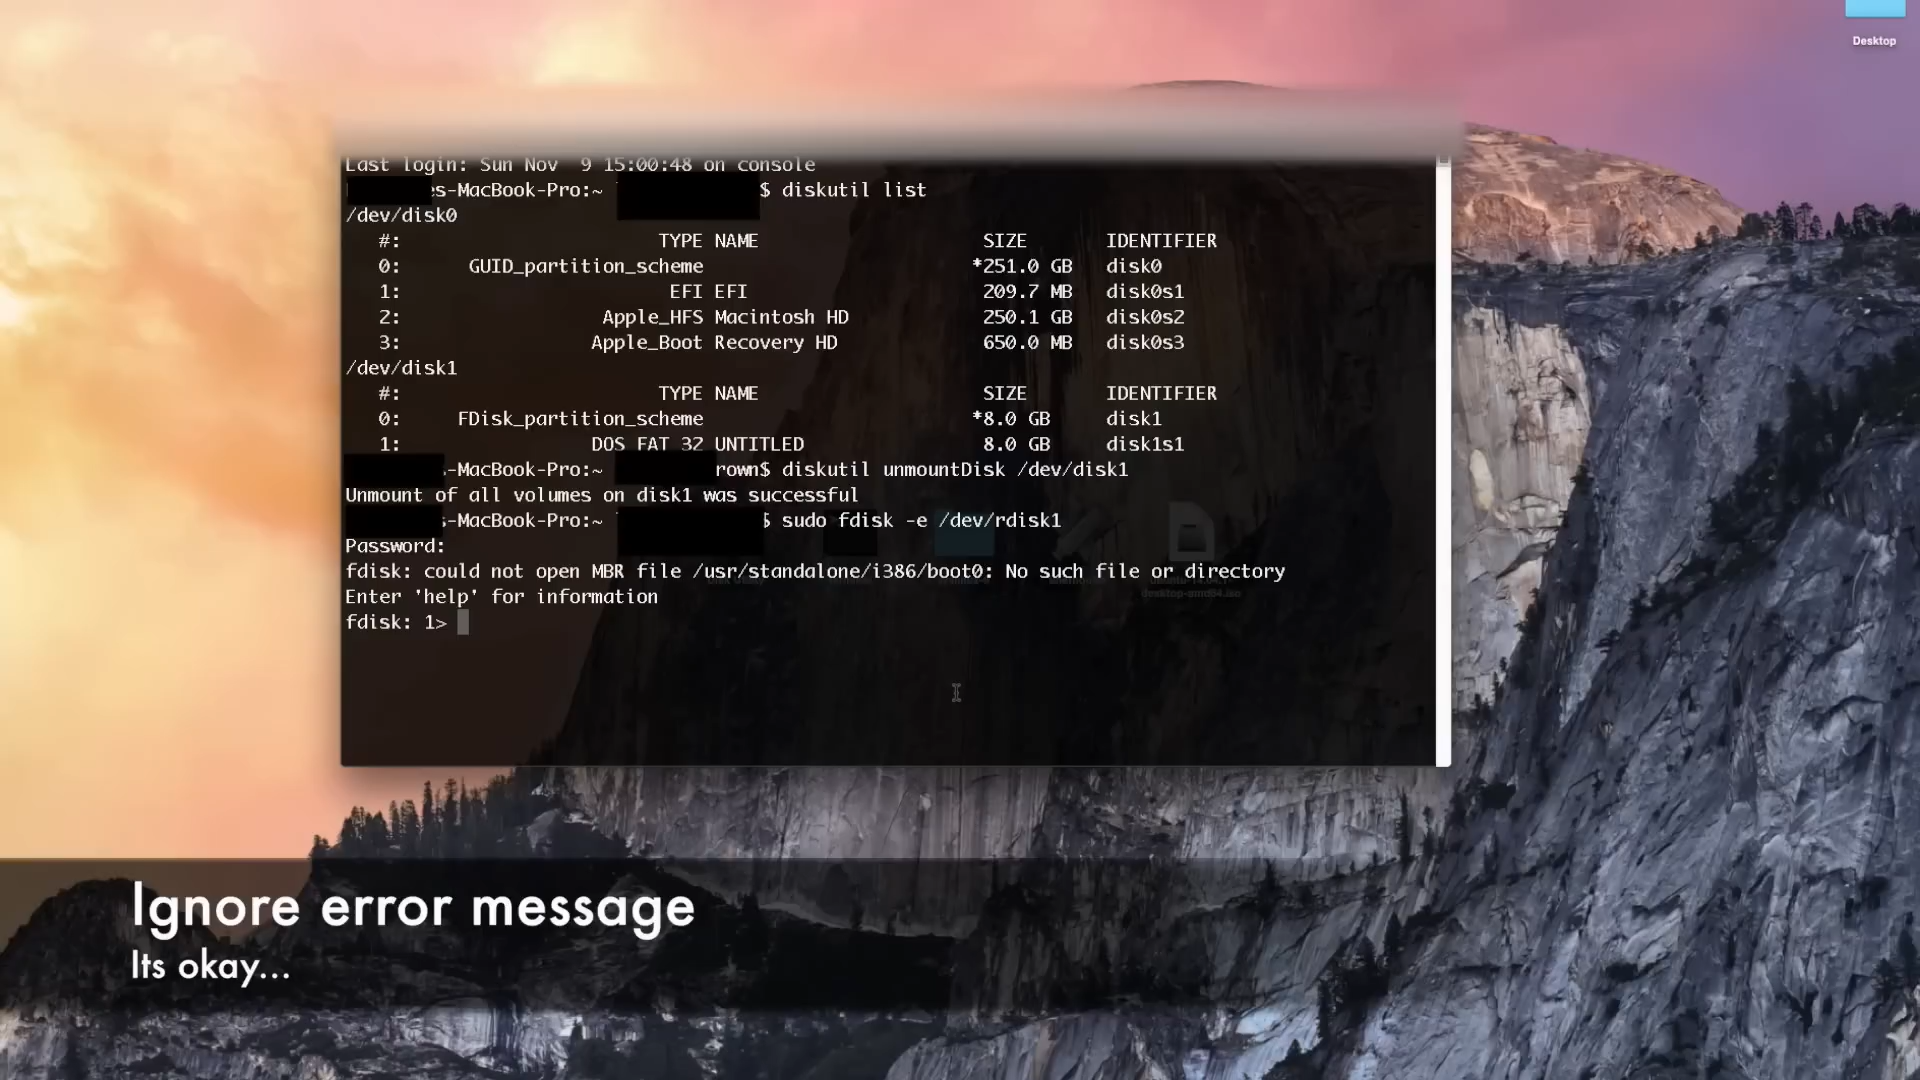 Desktop
Last login: Sun Nov  9 15:00:48 on console
es-MacBook-Pro:~ $ diskutil list
/dev/disk0
#: TYPE NAME SIZE IDENTIFIER
0: GUID_partition_scheme *251.0 GB disk0
1: EFI EFI 209.7 MB disk0s1
2: Apple_HFS Macintosh HD 250.1 GB disk0s2
3: Apple_Boot Recovery HD 650.0 MB disk0s3
/dev/disk1
#: TYPE NAME SIZE IDENTIFIER
0: FDisk_partition_scheme *8.0 GB disk1
1: DOS_FAT_32 UNTITLED 8.0 GB disk1s1
-MacBook-Pro:~ rown$ diskutil unmountDisk /dev/disk1
Unmount of all volumes on disk1 was successful
s-MacBook-Pro:~ $ sudo fdisk -e /dev/rdisk1
Password:
fdisk: could not open MBR file /usr/standalone/i386/boot0: No such file or directory
Enter 'help' for information
fdisk: 1>
desktop-amd64.iso
Ignore error message
Its okay...